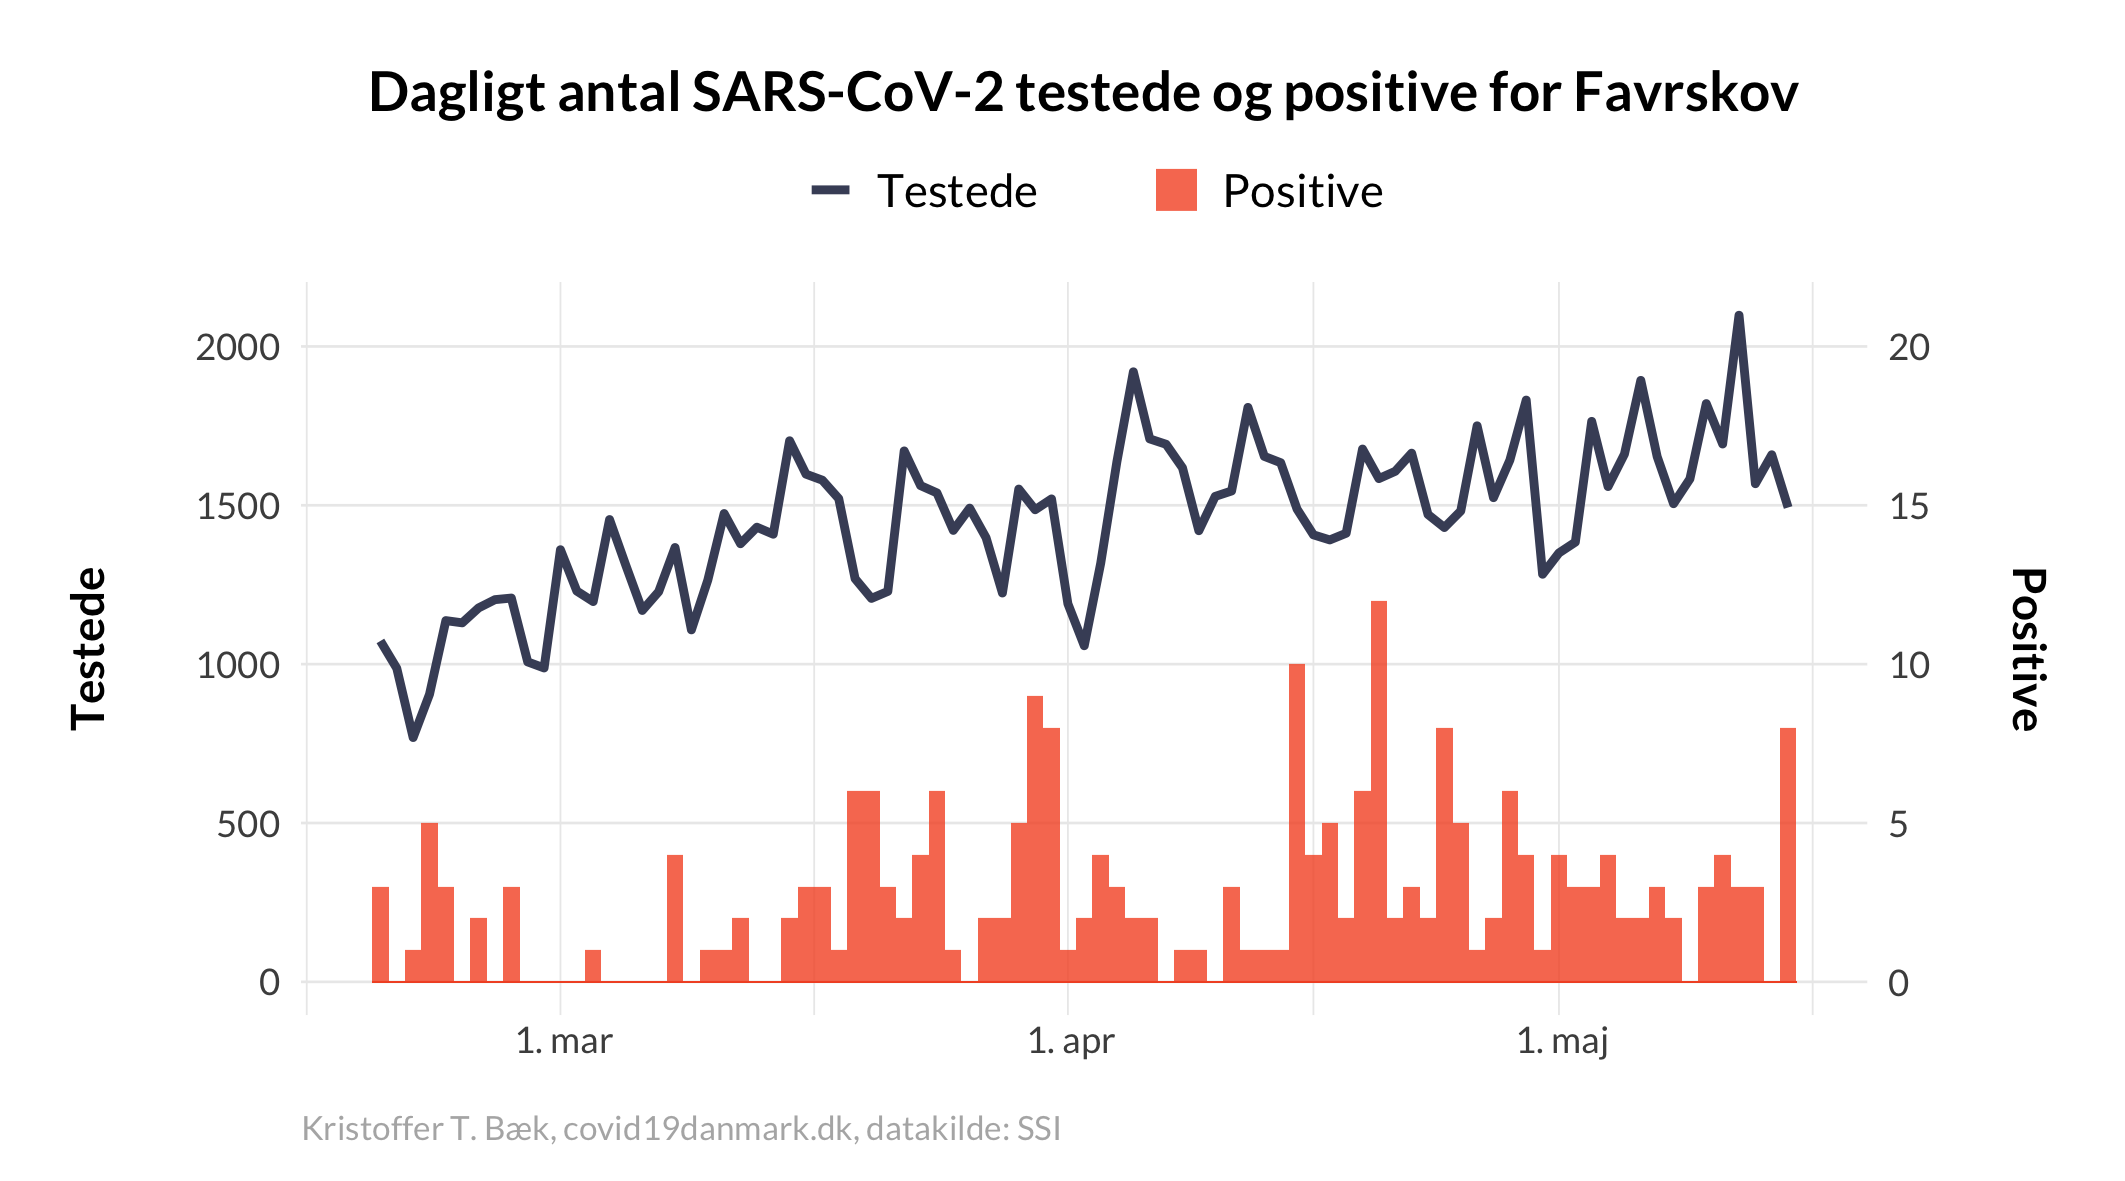 Dagligt antal SARS-CoV-2 testede og positive for Favrskov
Testede Positive
2000 20
1500 15
1000 10
500 5
0 0
Testede
Positive
1. mar 1. apr 1. maj
Kristoffer T. Bæk, covid19danmark.dk, datakilde: SSI